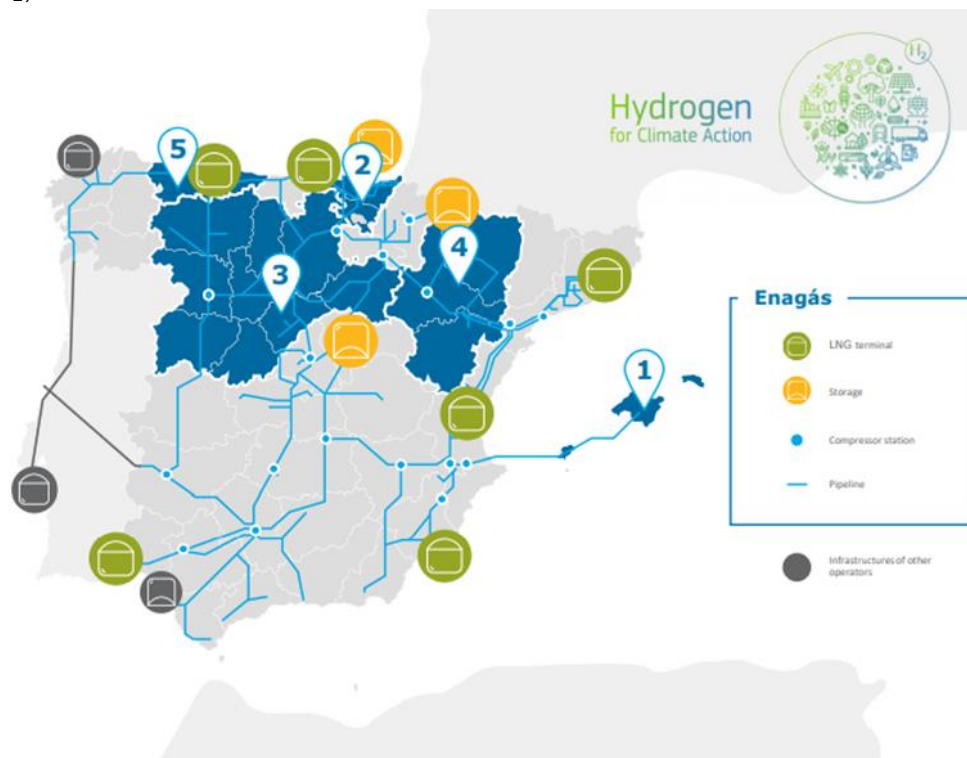 Hydrogen
for Climate Action
H₂
5
2
4
3
1
Enagás
LNG terminal
Storage
Compressor station
Pipeline
Infrastructures of other
operators